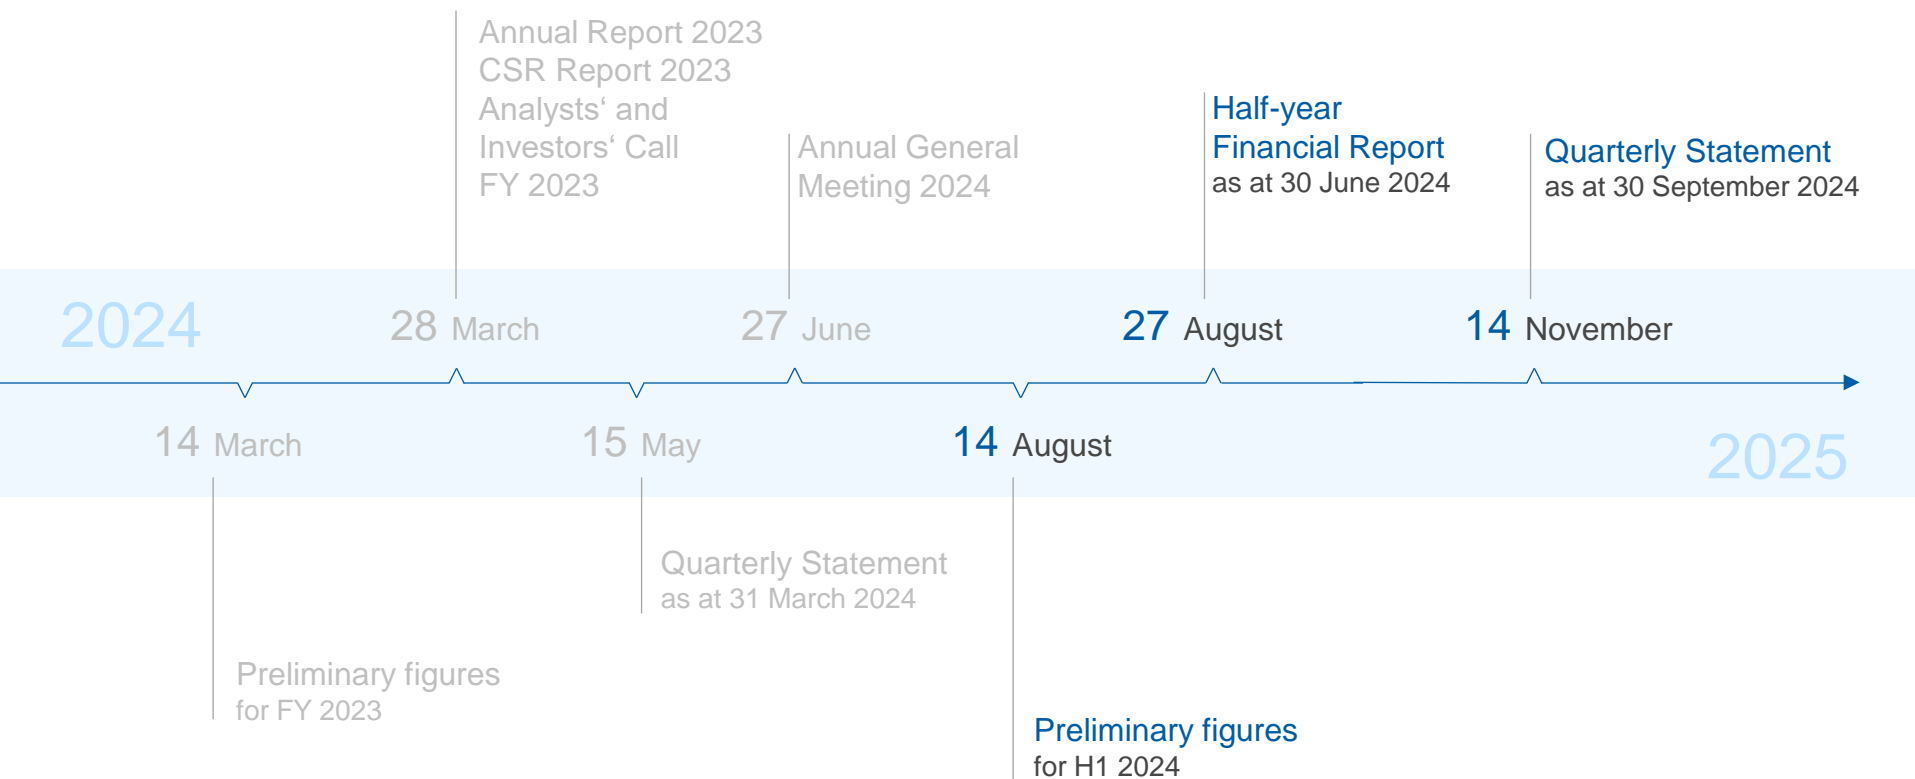 Annual Report 2023
CSR Report 2023
Analysts‘ and
Investors‘ Call
FY 2023
Annual General
Meeting 2024
Half-year
Financial Report
as at 30 June 2024
Quarterly Statement
as at 30 September 2024
2024
28 March
27 June
27 August
14 November
14 March
15 May
14 August
2025
Quarterly Statement
as at 31 March 2024
Preliminary figures
for FY 2023
Preliminary figures
for H1 2024